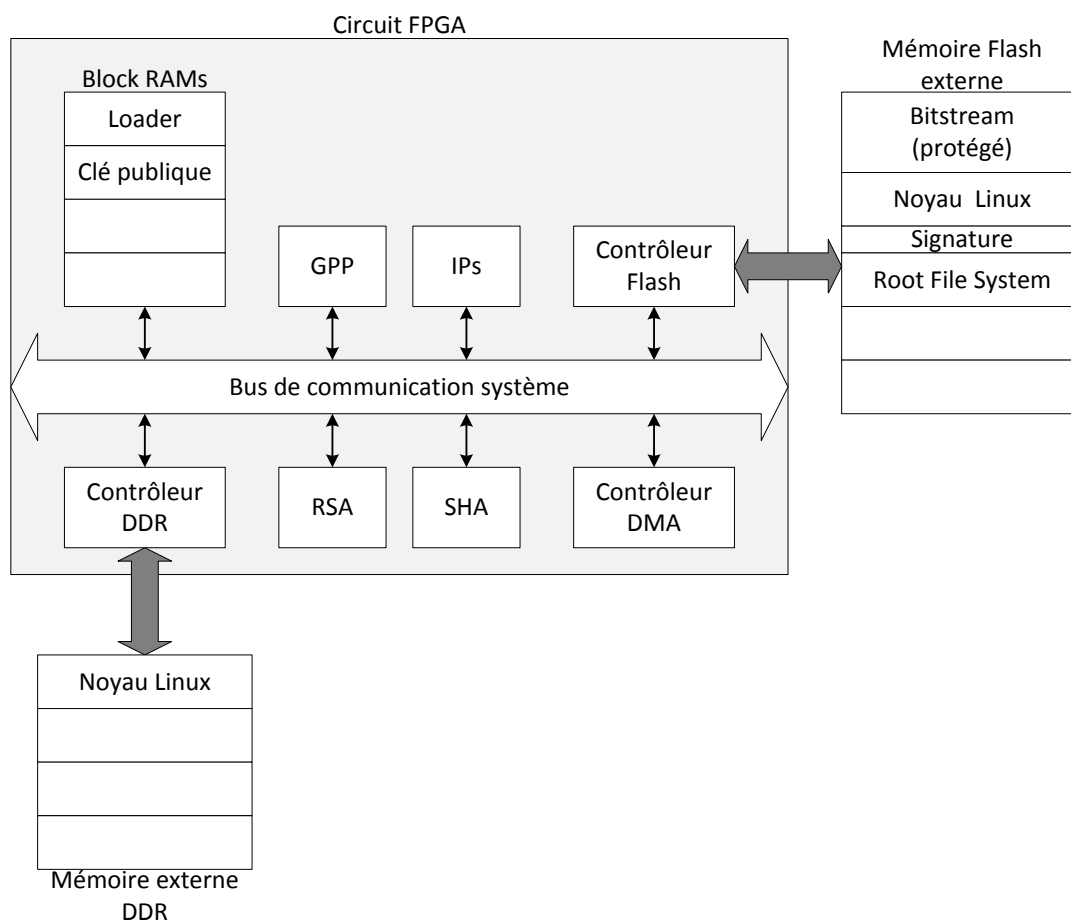 Circuit FPGA
Block RAMs
Loader
Clé publique
GPP
IPs
Contrôleur
Flash
Mémoire Flash
externe
Bitstream
(protégé)
Noyau Linux
Signature
Root File System
Bus de communication système
Contrôleur
DDR
RSA
SHA
Contrôleur
DMA
Noyau Linux
Mémoire externe
DDR